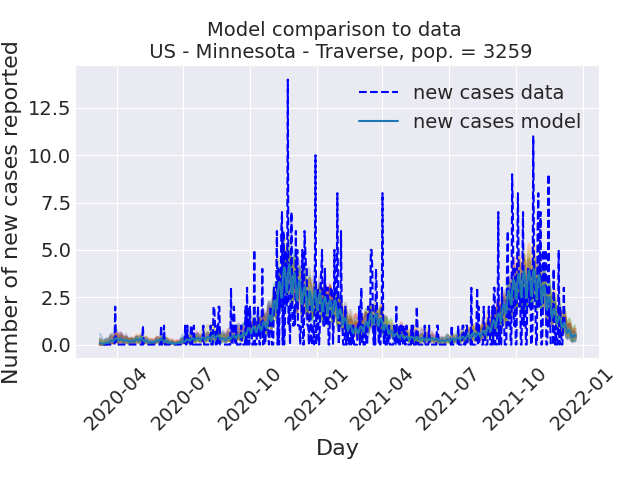 Model comparison to data
US - Minnesota - Traverse, pop. = 3259
new cases data
new cases model
Number of new cases reported
12.5
10.0
7.5
5.0
2.5
0.0
2020-04
2020-07
2020-10
2021-01
2021-04
2021-07
2021-10
2022-01
Day